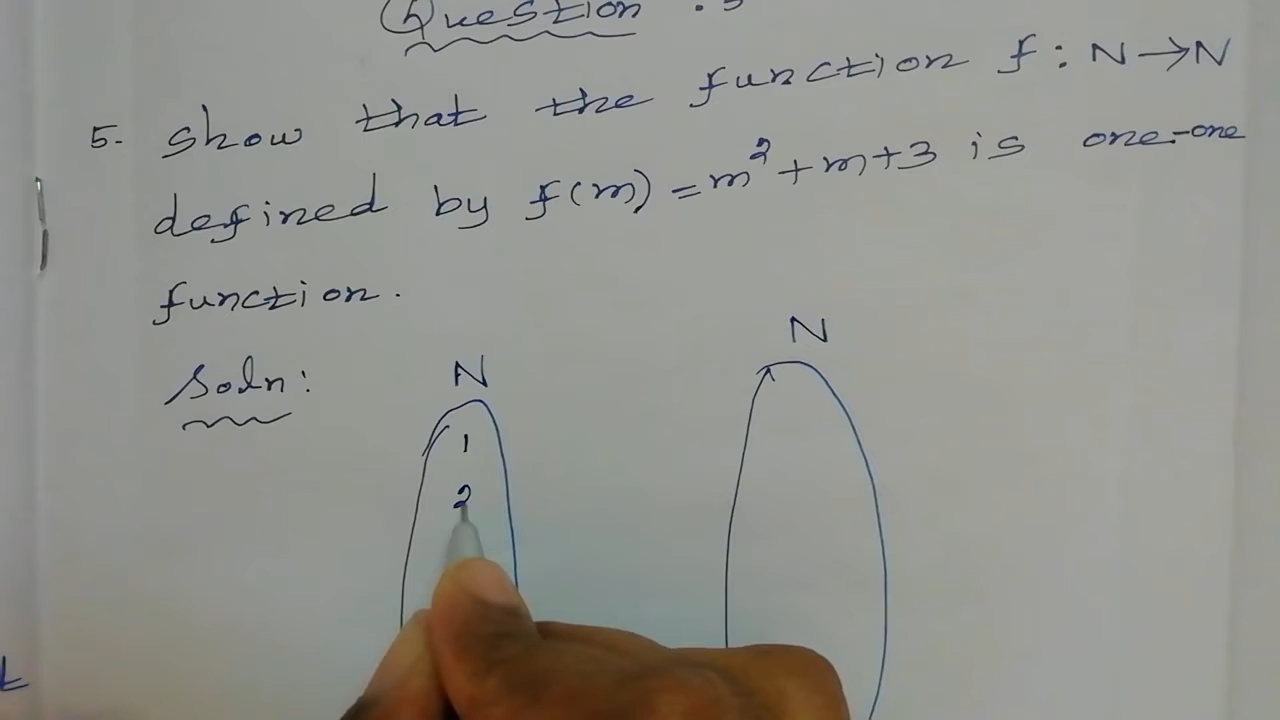 Question :
5. Show that the function f : N → N
defined by f(m) = m² + m + 3 is one-one
function.
Soln :
N N
1
2